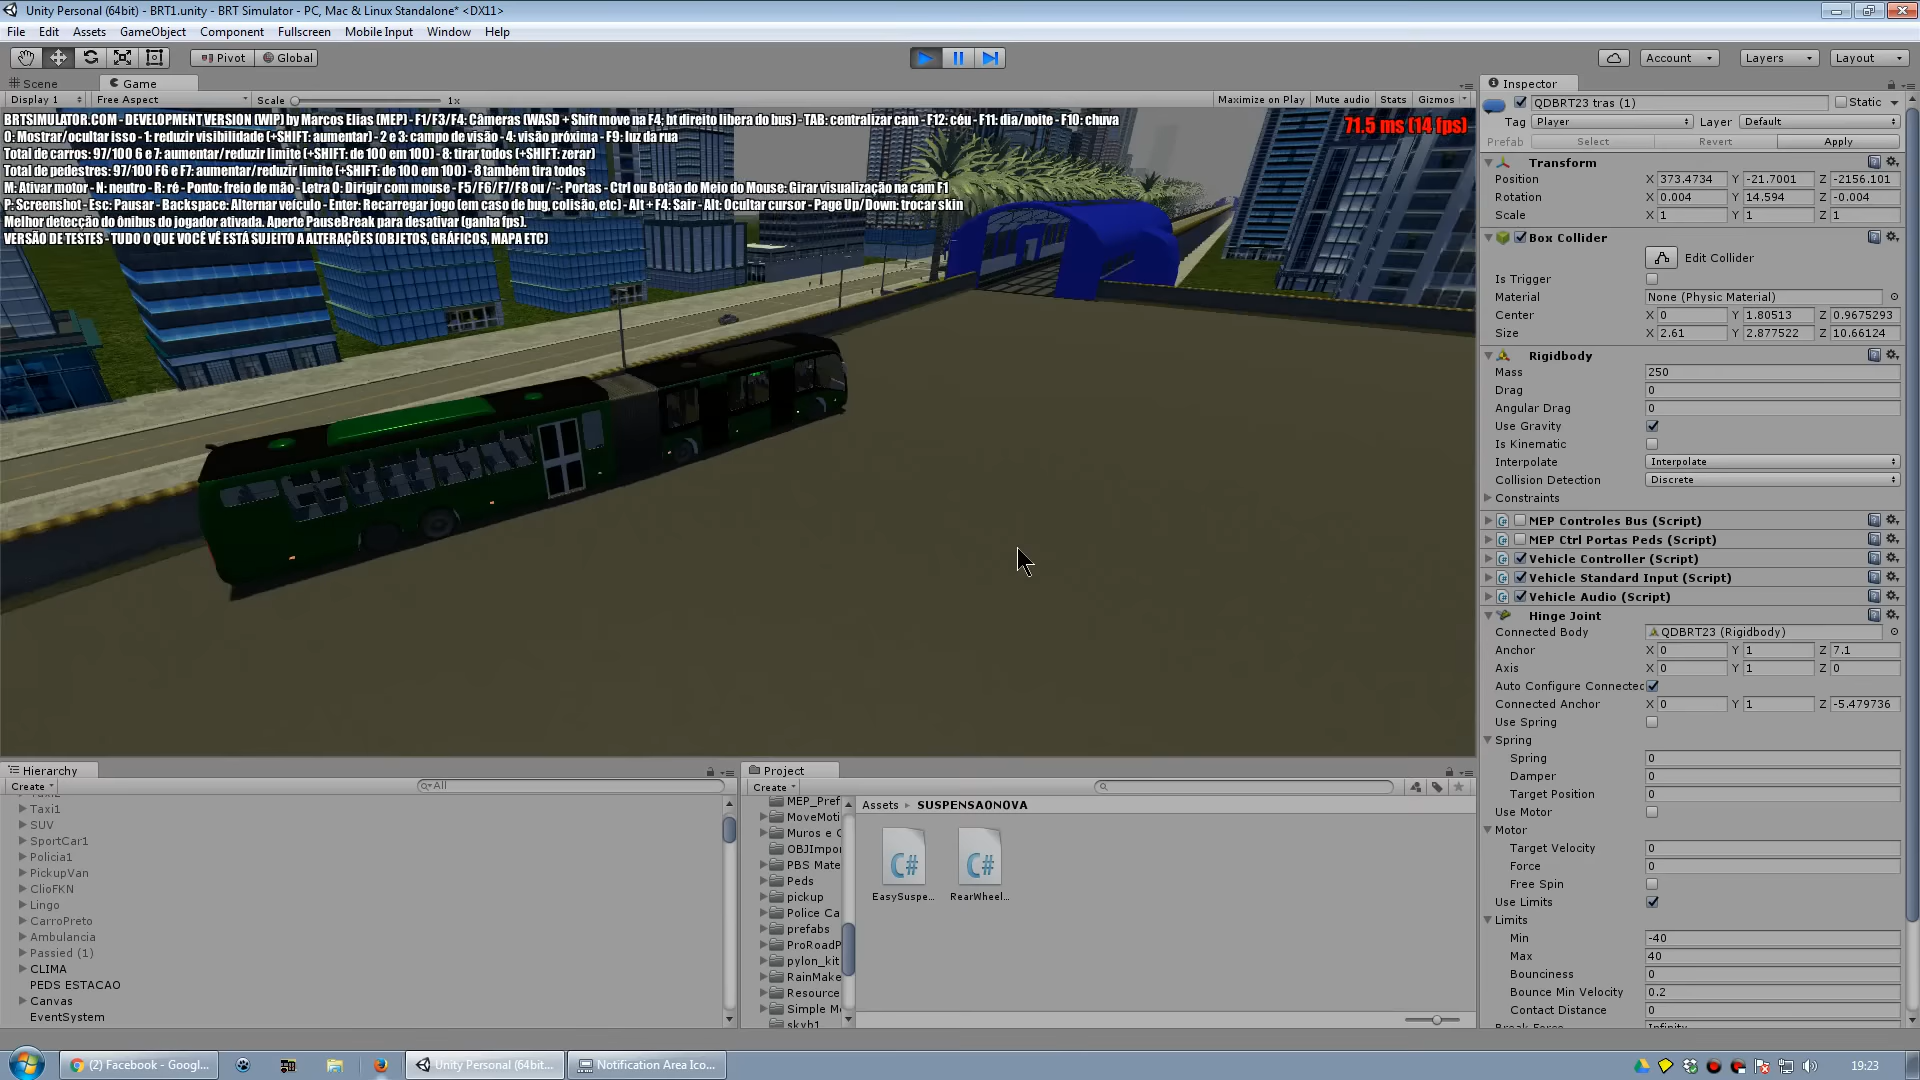 Unity Personal (64bit) - BRT1.unity - BRT Simulator - PC, Mac & Linux Standalone* <DX11>
File Edit Assets GameObject Component Fullscreen Mobile Input Window Help
Pivot Global Account Layers Layout
Scene Game
Display 1 Free Aspect Scale 1x Maximize on Play Mute audio Stats Gizmos
BRTSIMULATOR.COM - DEVELOPMENT VERSION (WIP) by Marcos Elias (MEP) - F1/F3/F4: Câmeras (WASD + Shift move na F4; bt direito libera do bus) - TAB: centralizar cam - F12: céu - F11: dia/noite - F10: chuva
0: Mostrar/ocultar isso - 1: reduzir visibilidade (+SHIFT: aumentar) - 2 e 3: campo de visão - 4: visão próxima - F9: luz da rua
Total de carros: 97/100 6 e 7: aumentar/reduzir limite (+SHIFT: de 100 em 100) - 8: tirar todos (+SHIFT: zerar)
Total de pedestres: 97/100 F6 e F7: aumentar/reduzir limite (+SHIFT: de 100 em 100) - 8 também tira todos
M: Ativar motor - N: neutro - R: ré - Ponto: freio de mão - Letra O: Dirigir com mouse - F5/F6/F7/F8 ou /~-: Portas - Ctrl ou Botão do Meio do Mouse: Girar visualização na cam F1
P: Screenshot - Esc: Pausar - Backspace: Alternar veículo - Enter: Recarregar jogo (em caso de bug, colisão, etc) - Alt + F4: Sair - Alt: Ocultar cursor - Page Up/Down: trocar skin
Melhor detecção do ônibus do jogador ativada. Aperte PauseBreak para desativar (ganha fps).
VERSÃO DE TESTES - TUDO O QUE VOCÊ VÊ ESTÁ SUJEITO A ALTERAÇÕES (OBJETOS, GRÁFICOS, MAPA ETC)
71.5 ms (14 fps)
Inspector
QDBRT23 tras (1) Static
Tag Player Layer Default
Prefab Select Revert Apply
Transform
Position X 373.4734 Y -21.7001 Z -2156.101
Rotation X 0.004 Y 14.594 Z -0.004
Scale X 1 Y 1 Z 1
Box Collider
Edit Collider
Is Trigger
Material None (Physic Material)
Center X 0 Y 1.80513 Z 0.9675293
Size X 2.61 Y 2.877522 Z 10.66124
Rigidbody
Mass 250
Drag 0
Angular Drag 0
Use Gravity
Is Kinematic
Interpolate Interpolate
Collision Detection Discrete
Constraints
MEP Controles Bus (Script)
MEP Ctrl Portas Peds (Script)
Vehicle Controller (Script)
Vehicle Standard Input (Script)
Vehicle Audio (Script)
Hinge Joint
Connected Body QDBRT23 (Rigidbody)
Anchor X 0 Y 1 Z 7.1
Axis X 0 Y 1 Z 0
Auto Configure Connectec
Connected Anchor X 0 Y 1 Z -5.479736
Use Spring
Spring
Spring 0
Damper 0
Target Position 0
Use Motor
Motor
Target Velocity 0
Force 0
Free Spin
Use Limits
Limits
Min -40
Max 40
Bounciness 0
Bounce Min Velocity 0.2
Contact Distance 0
Break Force Infinity
Hierarchy
Create All
Taxi2
Taxi1
SUV
SportCar1
Policia1
PickupVan
ClioFKN
Lingo
CarroPreto
Ambulancia
Passied (1)
CLIMA
PEDS ESTACAO
Canvas
EventSystem
Project
Create
MEP_Pref
MoveMoti
Muros e C
OBJImpor
PBS Mate
Peds
pickup
Police Ca
prefabs
ProRoadP
pylon_kit
RainMake
Resource
Simple M
skyb1
Assets SUSPENSAONOVA
EasySuspe...
RearWheel...
(2) Facebook - Googl...
Unity Personal (64bit...
Notification Area Ico...
19:23